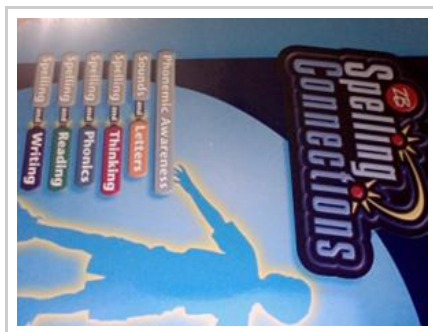 ZB
Spelling
Connections
Phonemic Awareness
Sounds and Letters
Spelling and Thinking
Spelling and Phonics
Spelling and Reading
Spelling and Writing